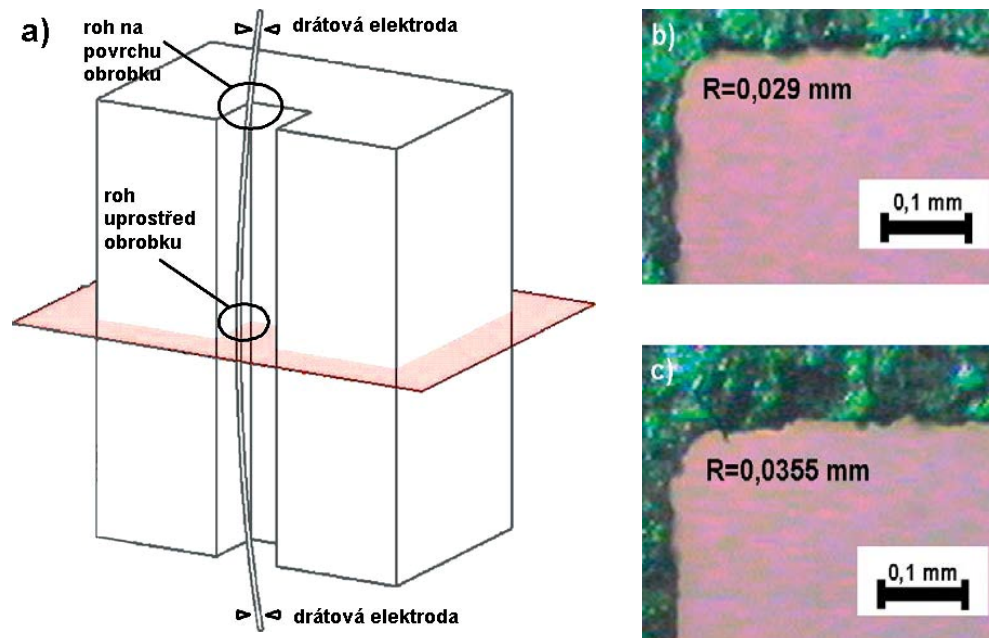 a)
roh na
povrchu
obrobku
drátová elektroda
roh
uprostřed
obrobku
drátová elektroda
b)
R=0,029 mm
0,1 mm
c)
R=0,0355 mm
0,1 mm